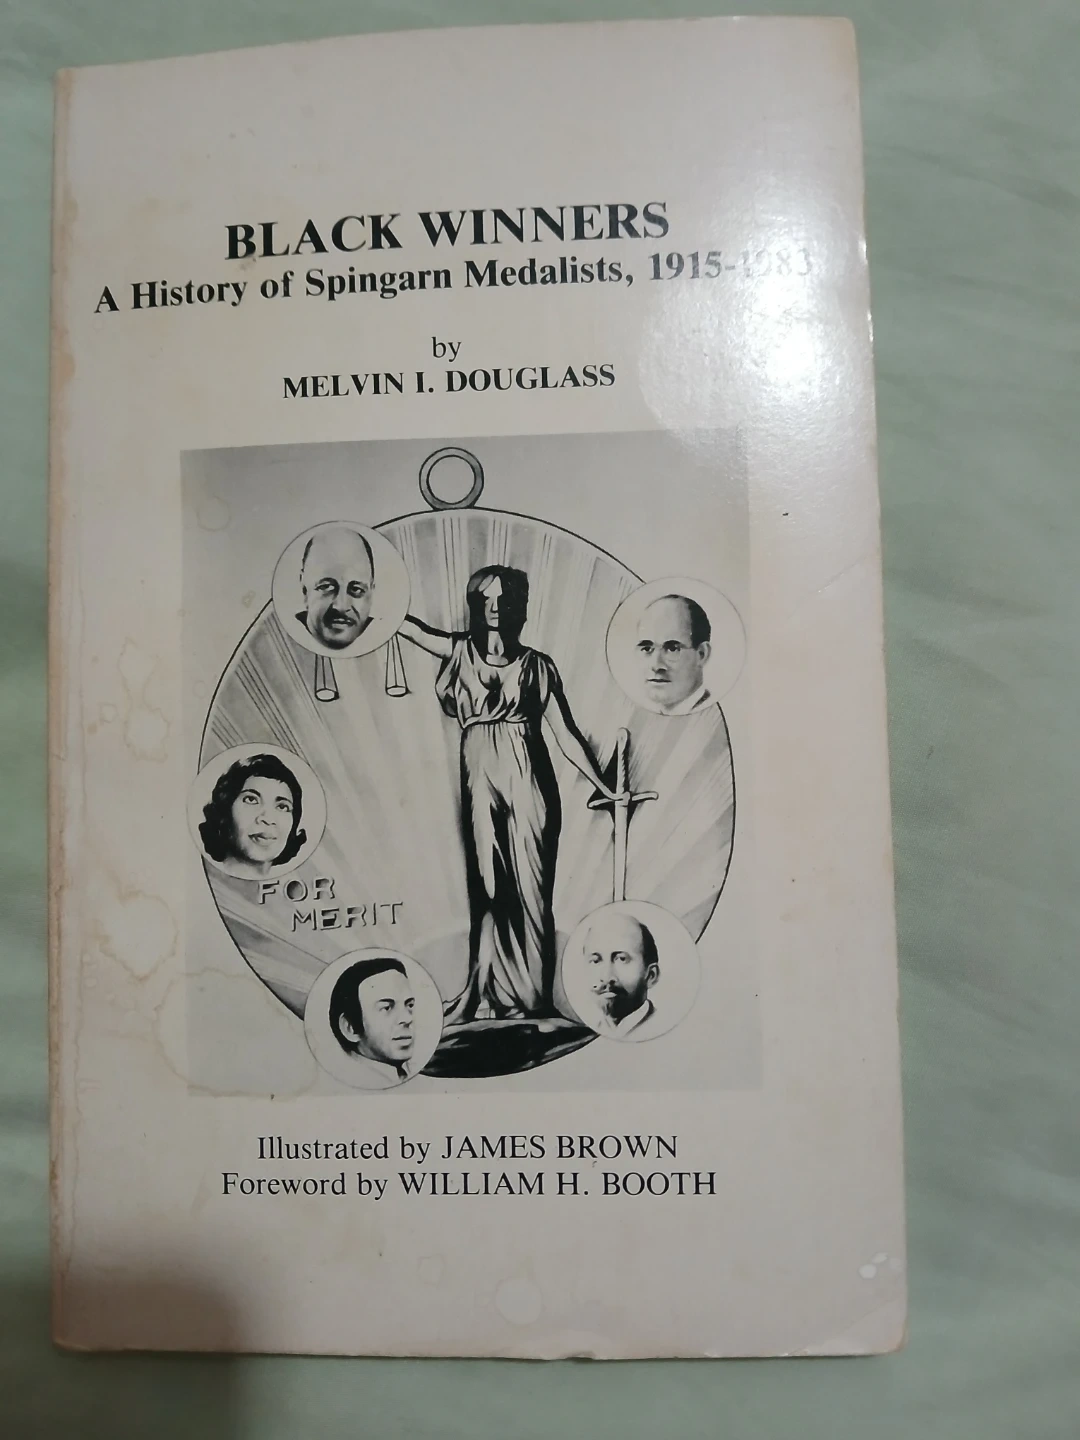 BLACK WINNERS
A History of Spingarn Medalists, 1915-1983
by
MELVIN I. DOUGLASS
FOR
MERIT
Illustrated by JAMES BROWN
Foreword by WILLIAM H. BOOTH